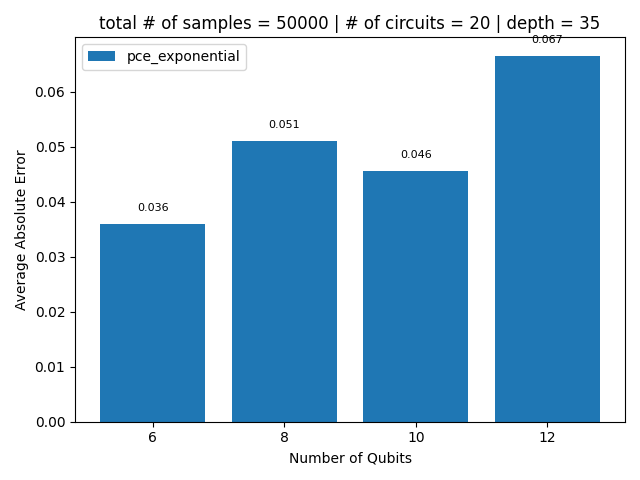 total # of samples = 50000 | # of circuits = 20 | depth = 35
pce_exponential
0.067
0.051
0.046
0.036
0.06
0.05
0.04
0.03
0.02
0.01
0.00
Average Absolute Error
6 8 10 12
Number of Qubits